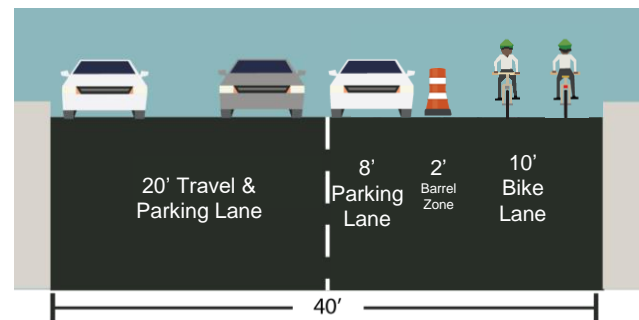 20’ Travel &
Parking Lane
8’
Parking
Lane
2’
Barrel
Zone
10’
Bike
Lane
40’